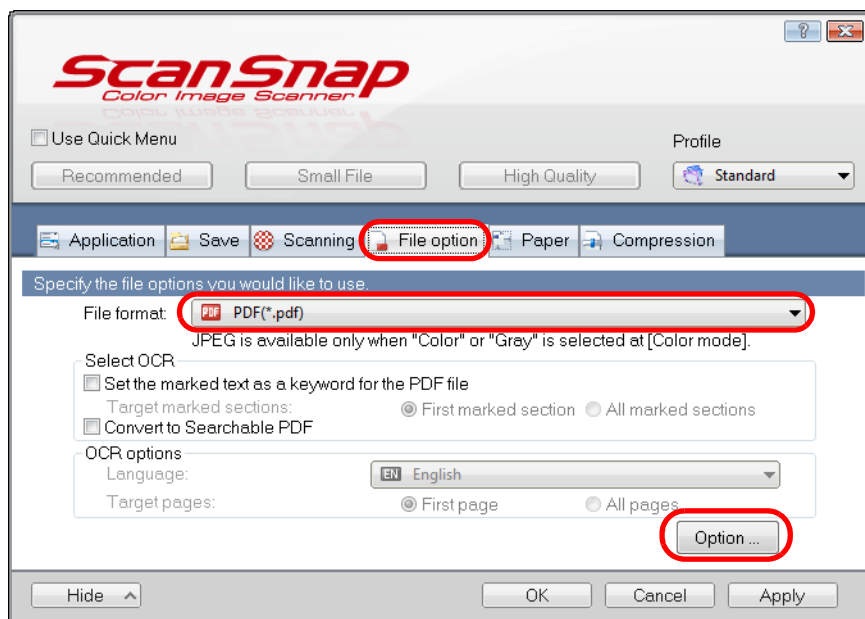 ScanSnap
Color Image Scanner
Use Quick Menu
Profile
Recommended Small File High Quality Standard
Application Save Scanning File option Paper Compression
Specify the file options you would like to use.
File format: PDF PDF(*.pdf)
JPEG is available only when "Color" or "Gray" is selected at [Color mode].
Select OCR
Set the marked text as a keyword for the PDF file
Target marked sections: First marked section All marked sections
Convert to Searchable PDF
OCR options
Language: EN English
Target pages: First page All pages
Option ...
Hide OK Cancel Apply